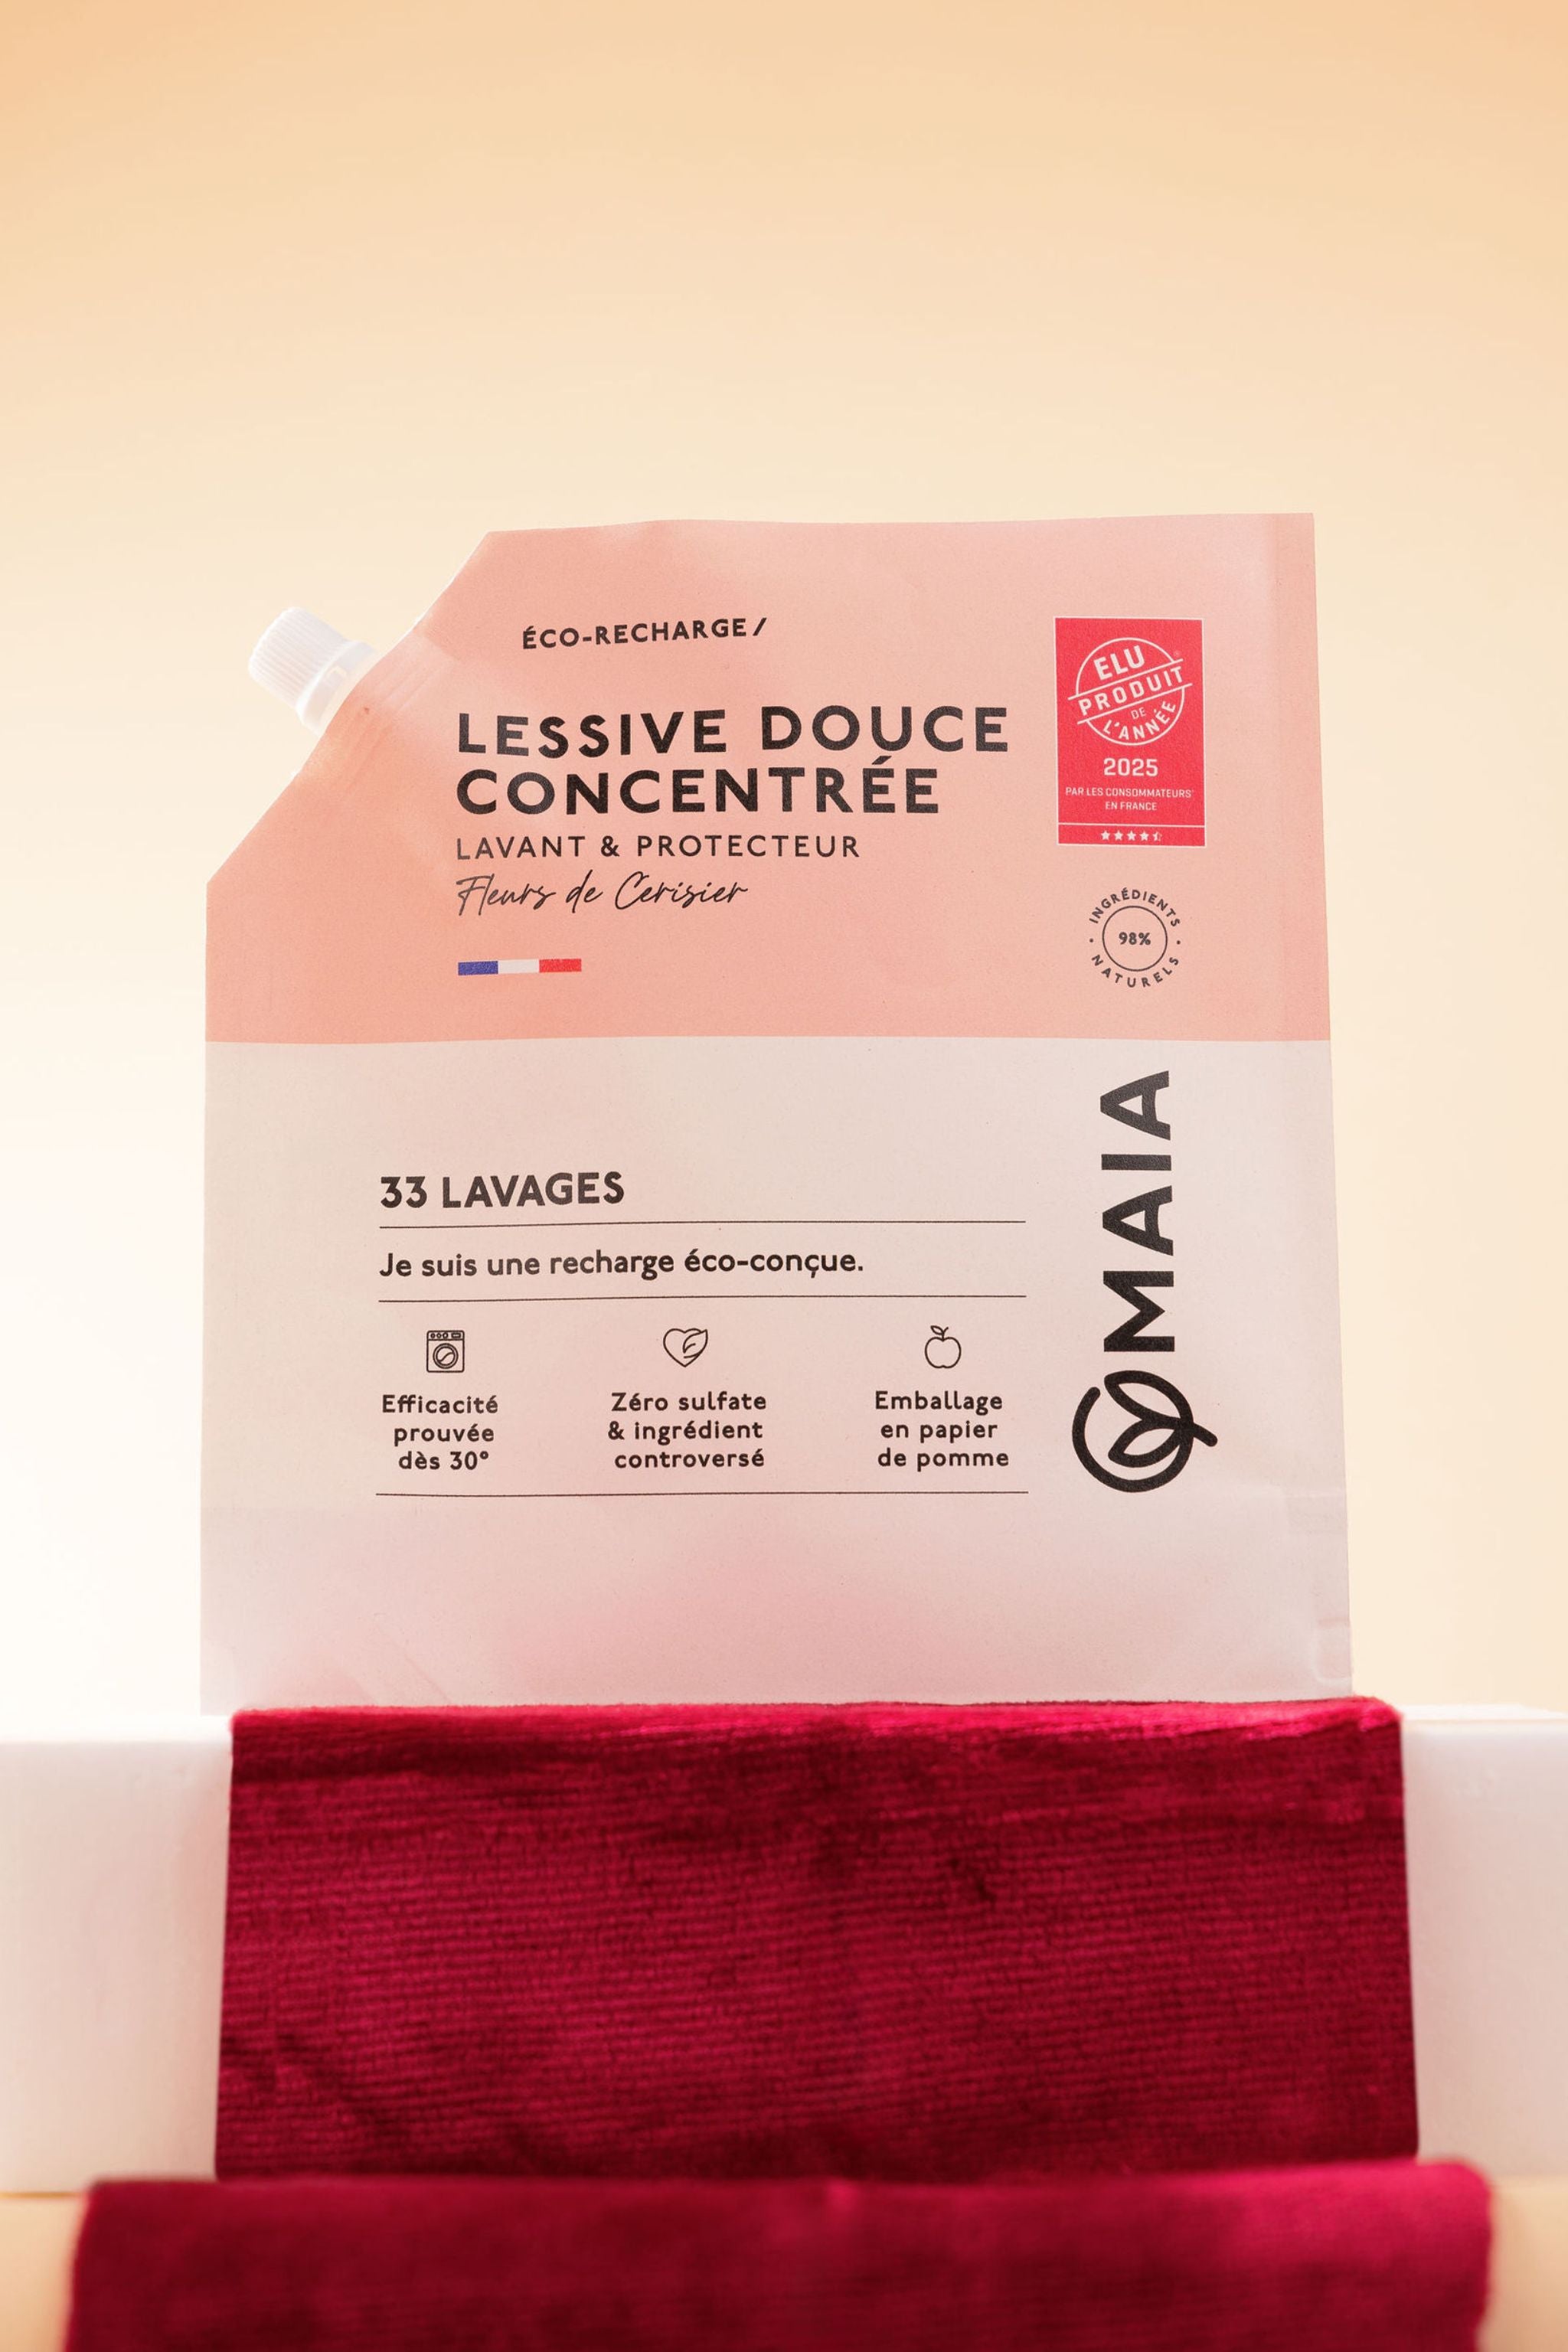 ÉCO-RECHARGE/
LESSIVE DOUCE
CONCENTRÉE
LAVANT & PROTECTEUR
Fleurs de Cerisier
ELU
PRODUIT
DE
L'ANNÉE
2025
PAR LES CONSOMMATEURS*
EN FRANCE
INGRÉDIENTS
98%
NATURELS
MAIA
33 LAVAGES
Je suis une recharge éco-conçue.
Efficacité
prouvée
dès 30°
Zéro sulfate
& ingrédient
controversé
Emballage
en papier
de pomme